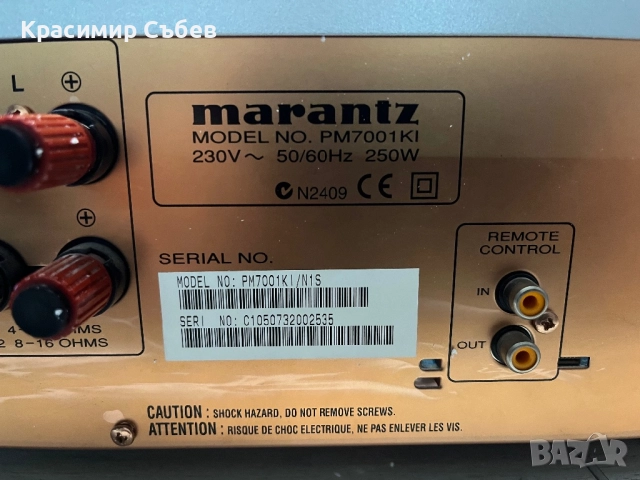 Красимир Събев
L +
+
4- HMS
2 8-16 OHMS
marantz
MODEL NO. PM7001KI
230V～ 50/60Hz 250W
N2409 CE
SERIAL NO.
MODEL NO: PM7001KI/N1S
SERI NO: C1050732002535
REMOTE
CONTROL
IN
OUT
CAUTION : SHOCK HAZARD, DO NOT REMOVE SCREWS.
ATTENTION : RISQUE DE CHOC ELECTRIQUE, NE PAS ENLEVER LES VIS.
BAZAR